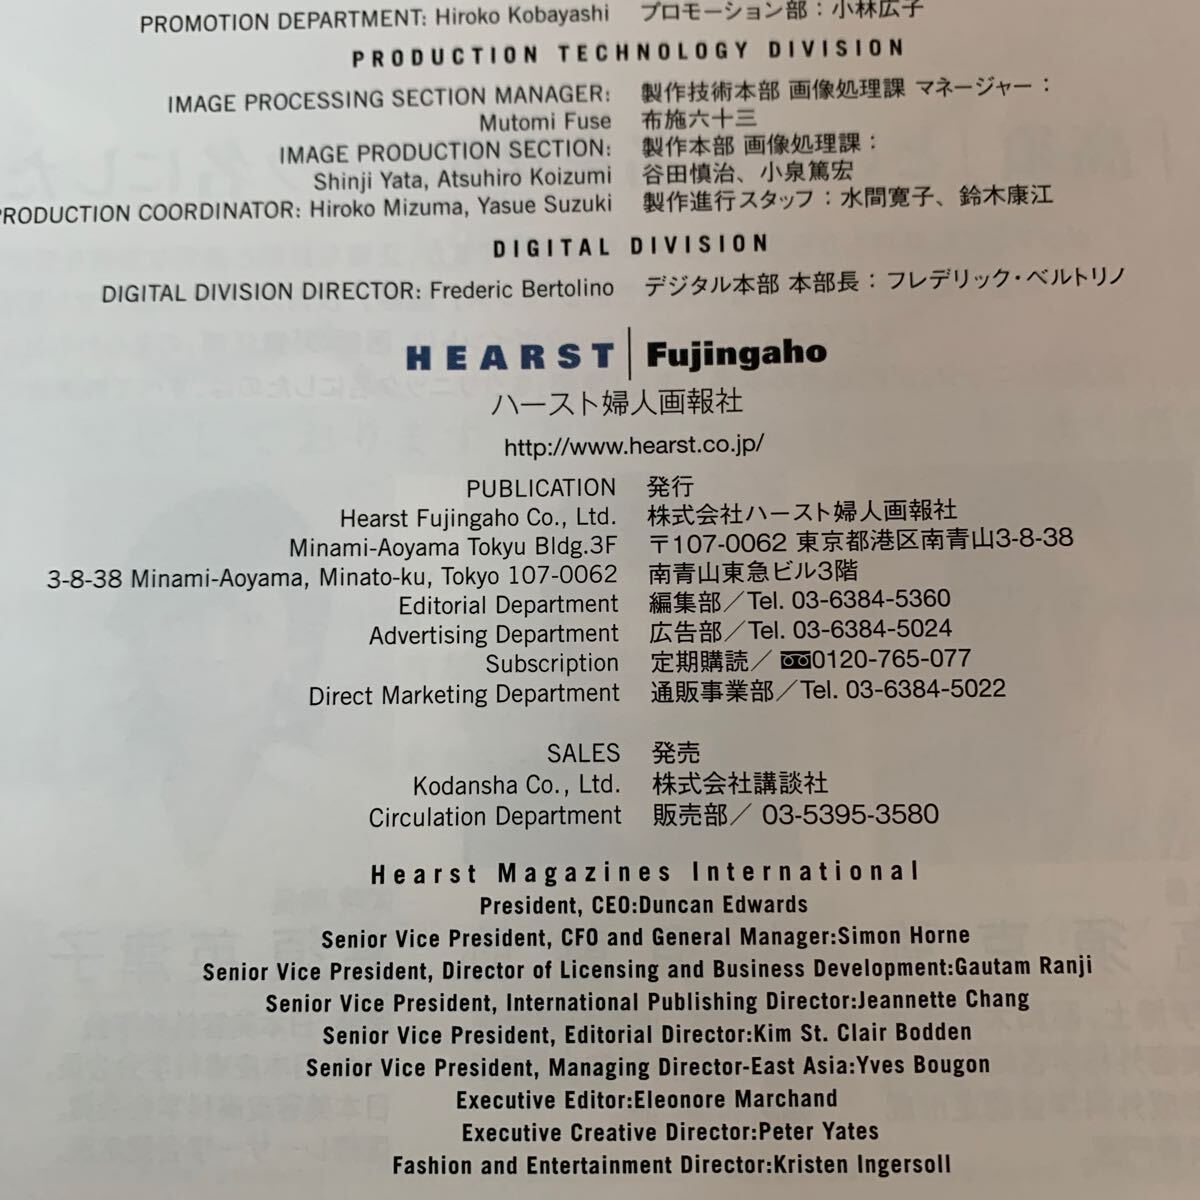 PROMOTION DEPARTMENT: Hiroko Kobayashi プロモーション部：小林広子
PRODUCTION TECHNOLOGY DIVISION
IMAGE PROCESSING SECTION MANAGER: 製作技術本部 画像処理課 マネージャー：
Mutomi Fuse 布施六十三
IMAGE PRODUCTION SECTION: 製作本部 画像処理課：
Shinji Yata, Atsuhiro Koizumi 谷田慎治、小泉篤宏
PRODUCTION COORDINATOR: Hiroko Mizuma, Yasue Suzuki 製作進行スタッフ：水間寛子、鈴木康江
DIGITAL DIVISION
DIGITAL DIVISION DIRECTOR: Frederic Bertolino デジタル本部 本部長：フレデリック・ベルトリノ
HEARST Fujingaho
ハースト婦人画報社
http://www.hearst.co.jp/
PUBLICATION 発行
Hearst Fujingaho Co., Ltd. 株式会社ハースト婦人画報社
Minami-Aoyama Tokyu Bldg.3F 〒107-0062 東京都港区南青山3-8-38
3-8-38 Minami-Aoyama, Minato-ku, Tokyo 107-0062 南青山東急ビル3階
Editorial Department 編集部／Tel. 03-6384-5360
Advertising Department 広告部／Tel. 03-6384-5024
Subscription 定期購読／0120-765-077
Direct Marketing Department 通販事業部／Tel. 03-6384-5022
SALES 発売
Kodansha Co., Ltd. 株式会社講談社
Circulation Department 販売部／ 03-5395-3580
Hearst Magazines International
President, CEO:Duncan Edwards
Senior Vice President, CFO and General Manager:Simon Horne
Senior Vice President, Director of Licensing and Business Development:Gautam Ranji
Senior Vice President, International Publishing Director:Jeannette Chang
Senior Vice President, Editorial Director:Kim St. Clair Bodden
Senior Vice President, Managing Director-East Asia:Yves Bougon
Executive Editor:Eleonore Marchand
Executive Creative Director:Peter Yates
Fashion and Entertainment Director:Kristen Ingersoll